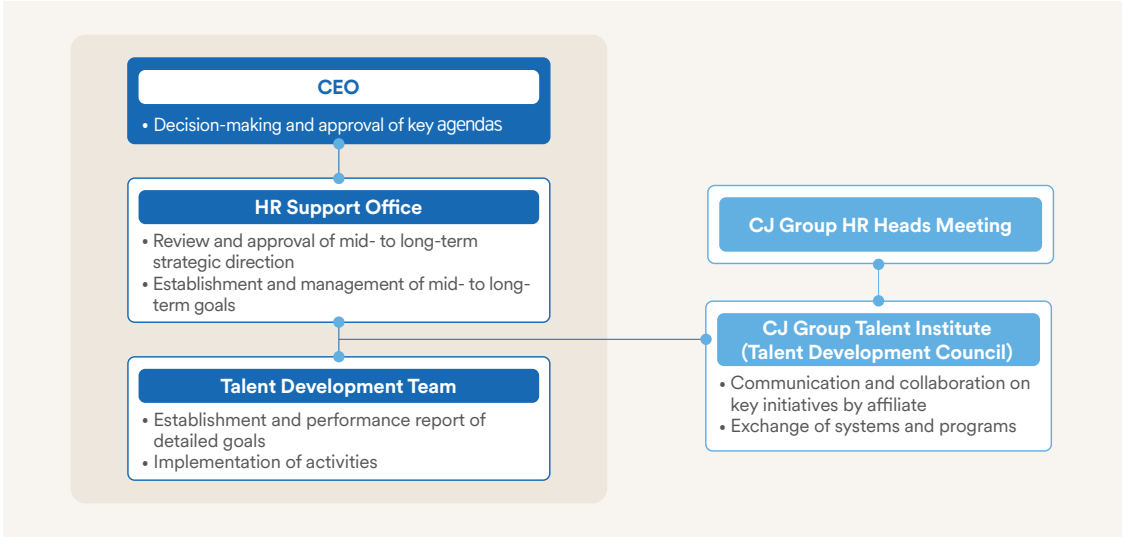 CEO
• Decision-making and approval of key agendas
HR Support Office
• Review and approval of mid- to long-term
strategic direction
• Establishment and management of mid- to long-
term goals
Talent Development Team
• Establishment and performance report of
detailed goals
• Implementation of activities
CJ Group HR Heads Meeting
CJ Group Talent Institute
(Talent Development Council)
• Communication and collaboration on
key initiatives by affiliate
• Exchange of systems and programs